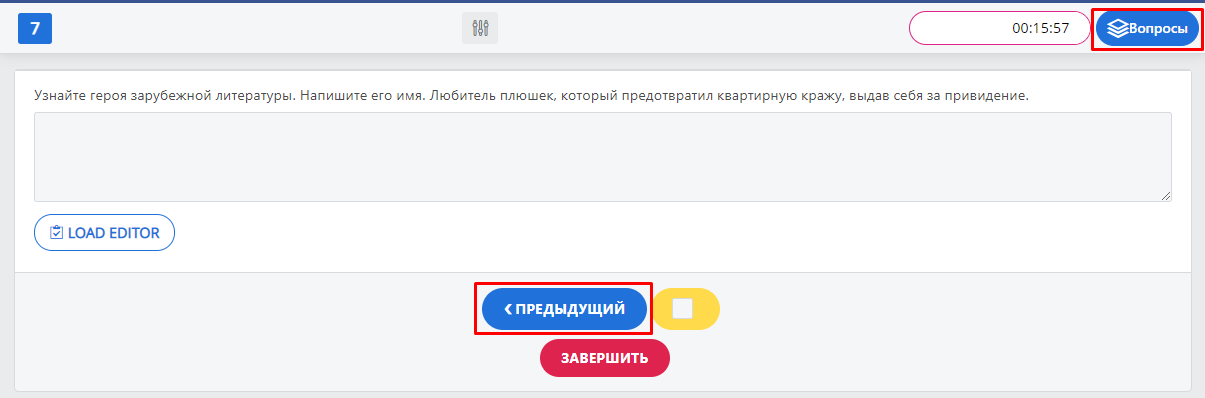 7
00:15:57
Вопросы
Узнайте героя зарубежной литературы. Напишите его имя. Любитель плюшек, который предотвратил квартирную кражу, выдав себя за привидение.
LOAD EDITOR
ПРЕДЫДУЩИЙ
ЗАВЕРШИТЬ